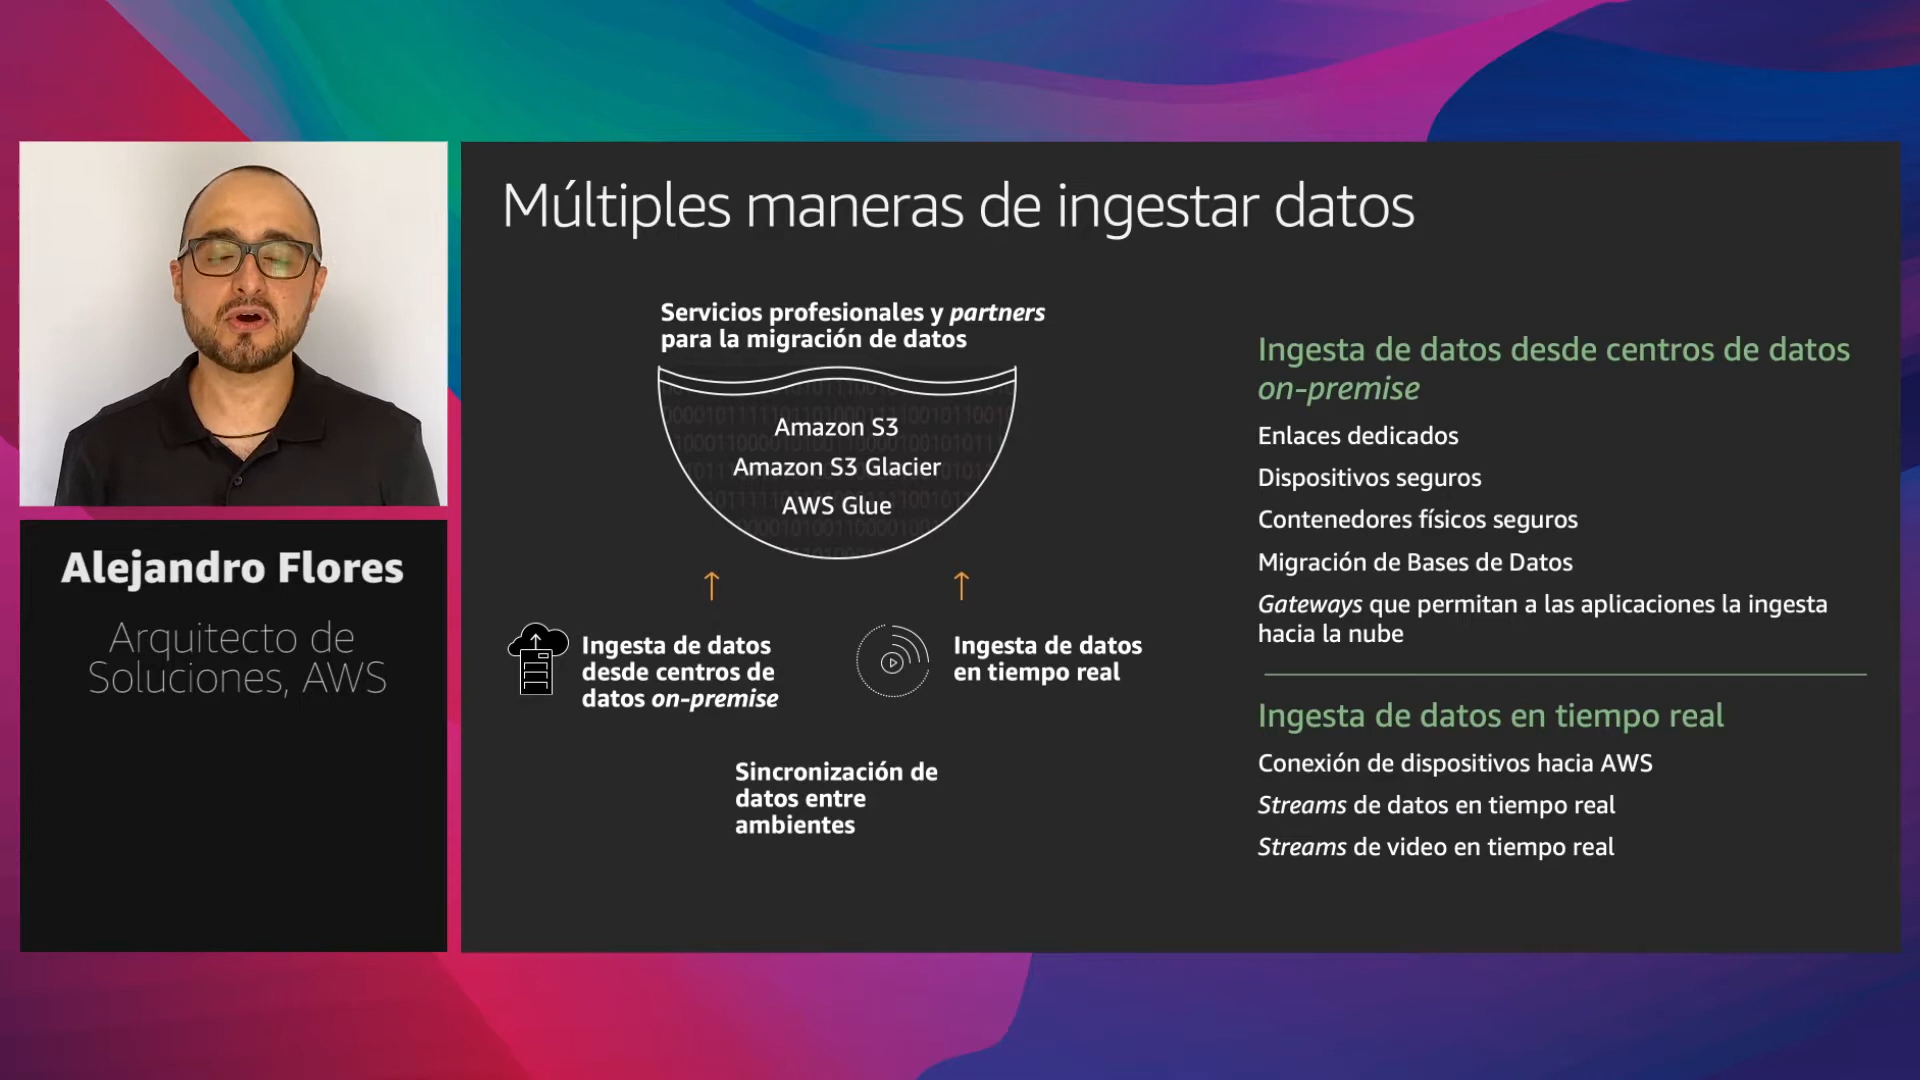 Múltiples maneras de ingestar datos
Servicios profesionales y partners
para la migración de datos
Amazon S3
Amazon S3 Glacier
AWS Glue
Ingesta de datos
desde centros de
datos on-premise
Ingesta de datos
en tiempo real
Sincronización de
datos entre
ambientes
Ingesta de datos desde centros de datos
on-premise
Enlaces dedicados
Dispositivos seguros
Contenedores físicos seguros
Migración de Bases de Datos
Gateways que permitan a las aplicaciones la ingesta
hacia la nube
Ingesta de datos en tiempo real
Conexión de dispositivos hacia AWS
Streams de datos en tiempo real
Streams de video en tiempo real
Alejandro Flores
Arquitecto de
Soluciones, AWS